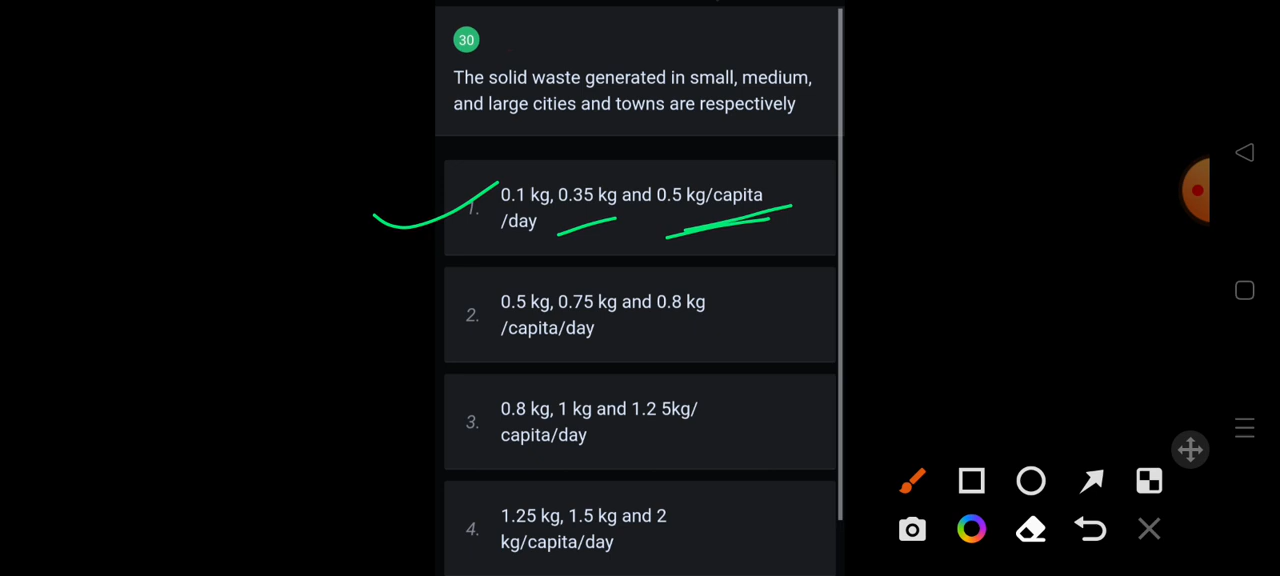 30
The solid waste generated in small, medium,
and large cities and towns are respectively
1.
0.1 kg, 0.35 kg and 0.5 kg/capita
/day
2.
0.5 kg, 0.75 kg and 0.8 kg
/capita/day
3.
0.8 kg, 1 kg and 1.2 5kg/
capita/day
4.
1.25 kg, 1.5 kg and 2
kg/capita/day